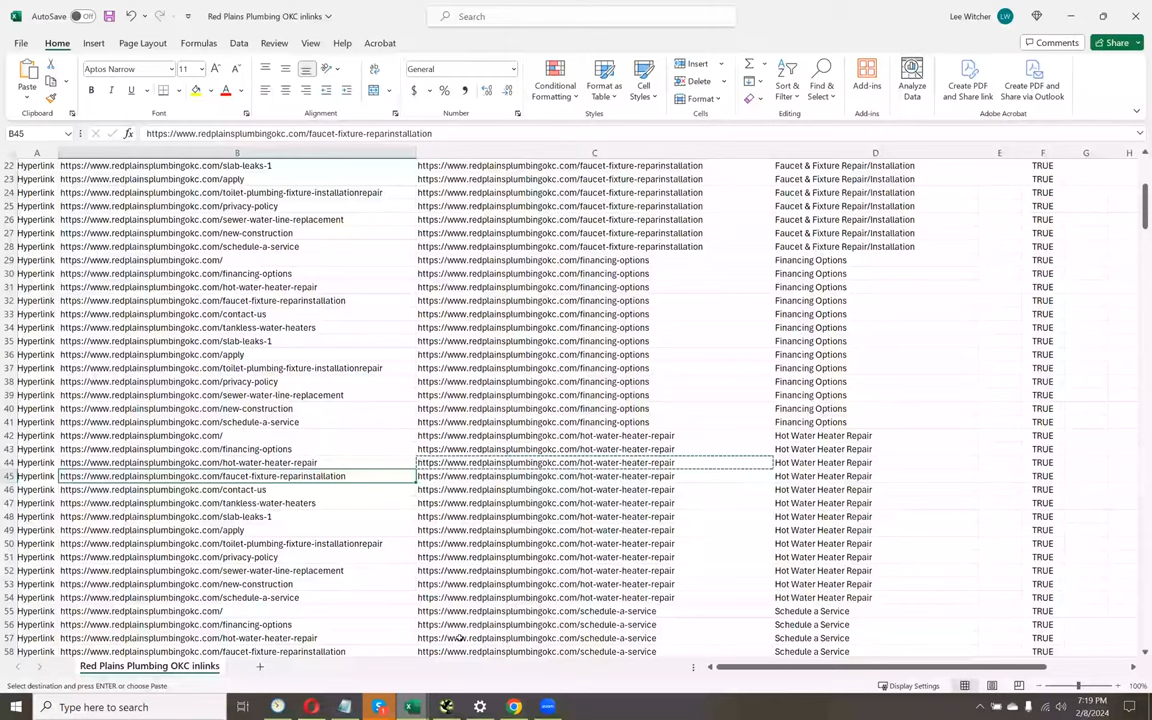 AutoSave Off Red Plains Plumbing OKC inlinks Search Lee Witcher LW
File Home Insert Page Layout Formulas Data Review View Help Acrobat Comments Share
Paste Aptos Narrow 11 A A General Conditional Formatting Format as Table Cell Styles Insert Delete Format Sort & Filter Find & Select Add-ins Analyze Data Create PDF and Share link Create PDF and Share via Outlook
B I U A $ % ,
Clipboard Font Alignment Number Styles Cells Editing Add-ins Adobe Acrobat
B45 fx https://www.redplainsplumbingokc.com/faucet-fixture-reparinstallation
A B C D E F G H
22 Hyperlink https://www.redplainsplumbingokc.com/slab-leaks-1 https://www.redplainsplumbingokc.com/faucet-fixture-reparinstallation Faucet & Fixture Repair/Installation TRUE
23 Hyperlink https://www.redplainsplumbingokc.com/apply https://www.redplainsplumbingokc.com/faucet-fixture-reparinstallation Faucet & Fixture Repair/Installation TRUE
24 Hyperlink https://www.redplainsplumbingokc.com/toilet-plumbing-fixture-installationrepair https://www.redplainsplumbingokc.com/faucet-fixture-reparinstallation Faucet & Fixture Repair/Installation TRUE
25 Hyperlink https://www.redplainsplumbingokc.com/privacy-policy https://www.redplainsplumbingokc.com/faucet-fixture-reparinstallation Faucet & Fixture Repair/Installation TRUE
26 Hyperlink https://www.redplainsplumbingokc.com/sewer-water-line-replacement https://www.redplainsplumbingokc.com/faucet-fixture-reparinstallation Faucet & Fixture Repair/Installation TRUE
27 Hyperlink https://www.redplainsplumbingokc.com/new-construction https://www.redplainsplumbingokc.com/faucet-fixture-reparinstallation Faucet & Fixture Repair/Installation TRUE
28 Hyperlink https://www.redplainsplumbingokc.com/schedule-a-service https://www.redplainsplumbingokc.com/faucet-fixture-reparinstallation Faucet & Fixture Repair/Installation TRUE
29 Hyperlink https://www.redplainsplumbingokc.com/ https://www.redplainsplumbingokc.com/financing-options Financing Options TRUE
30 Hyperlink https://www.redplainsplumbingokc.com/financing-options https://www.redplainsplumbingokc.com/financing-options Financing Options TRUE
31 Hyperlink https://www.redplainsplumbingokc.com/hot-water-heater-repair https://www.redplainsplumbingokc.com/financing-options Financing Options TRUE
32 Hyperlink https://www.redplainsplumbingokc.com/faucet-fixture-reparinstallation https://www.redplainsplumbingokc.com/financing-options Financing Options TRUE
33 Hyperlink https://www.redplainsplumbingokc.com/contact-us https://www.redplainsplumbingokc.com/financing-options Financing Options TRUE
34 Hyperlink https://www.redplainsplumbingokc.com/tankless-water-heaters https://www.redplainsplumbingokc.com/financing-options Financing Options TRUE
35 Hyperlink https://www.redplainsplumbingokc.com/slab-leaks-1 https://www.redplainsplumbingokc.com/financing-options Financing Options TRUE
36 Hyperlink https://www.redplainsplumbingokc.com/apply https://www.redplainsplumbingokc.com/financing-options Financing Options TRUE
37 Hyperlink https://www.redplainsplumbingokc.com/toilet-plumbing-fixture-installationrepair https://www.redplainsplumbingokc.com/financing-options Financing Options TRUE
38 Hyperlink https://www.redplainsplumbingokc.com/privacy-policy https://www.redplainsplumbingokc.com/financing-options Financing Options TRUE
39 Hyperlink https://www.redplainsplumbingokc.com/sewer-water-line-replacement https://www.redplainsplumbingokc.com/financing-options Financing Options TRUE
40 Hyperlink https://www.redplainsplumbingokc.com/new-construction https://www.redplainsplumbingokc.com/financing-options Financing Options TRUE
41 Hyperlink https://www.redplainsplumbingokc.com/schedule-a-service https://www.redplainsplumbingokc.com/financing-options Financing Options TRUE
42 Hyperlink https://www.redplainsplumbingokc.com/ https://www.redplainsplumbingokc.com/hot-water-heater-repair Hot Water Heater Repair TRUE
43 Hyperlink https://www.redplainsplumbingokc.com/financing-options https://www.redplainsplumbingokc.com/hot-water-heater-repair Hot Water Heater Repair TRUE
44 Hyperlink https://www.redplainsplumbingokc.com/hot-water-heater-repair https://www.redplainsplumbingokc.com/hot-water-heater-repair Hot Water Heater Repair TRUE
45 Hyperlink https://www.redplainsplumbingokc.com/faucet-fixture-reparinstallation https://www.redplainsplumbingokc.com/hot-water-heater-repair Hot Water Heater Repair TRUE
46 Hyperlink https://www.redplainsplumbingokc.com/contact-us https://www.redplainsplumbingokc.com/hot-water-heater-repair Hot Water Heater Repair TRUE
47 Hyperlink https://www.redplainsplumbingokc.com/tankless-water-heaters https://www.redplainsplumbingokc.com/hot-water-heater-repair Hot Water Heater Repair TRUE
48 Hyperlink https://www.redplainsplumbingokc.com/slab-leaks-1 https://www.redplainsplumbingokc.com/hot-water-heater-repair Hot Water Heater Repair TRUE
49 Hyperlink https://www.redplainsplumbingokc.com/apply https://www.redplainsplumbingokc.com/hot-water-heater-repair Hot Water Heater Repair TRUE
50 Hyperlink https://www.redplainsplumbingokc.com/toilet-plumbing-fixture-installationrepair https://www.redplainsplumbingokc.com/hot-water-heater-repair Hot Water Heater Repair TRUE
51 Hyperlink https://www.redplainsplumbingokc.com/privacy-policy https://www.redplainsplumbingokc.com/hot-water-heater-repair Hot Water Heater Repair TRUE
52 Hyperlink https://www.redplainsplumbingokc.com/sewer-water-line-replacement https://www.redplainsplumbingokc.com/hot-water-heater-repair Hot Water Heater Repair TRUE
53 Hyperlink https://www.redplainsplumbingokc.com/new-construction https://www.redplainsplumbingokc.com/hot-water-heater-repair Hot Water Heater Repair TRUE
54 Hyperlink https://www.redplainsplumbingokc.com/schedule-a-service https://www.redplainsplumbingokc.com/hot-water-heater-repair Hot Water Heater Repair TRUE
55 Hyperlink https://www.redplainsplumbingokc.com/ https://www.redplainsplumbingokc.com/schedule-a-service Schedule a Service TRUE
56 Hyperlink https://www.redplainsplumbingokc.com/financing-options https://www.redplainsplumbingokc.com/schedule-a-service Schedule a Service TRUE
57 Hyperlink https://www.redplainsplumbingokc.com/hot-water-heater-repair https://www.redplainsplumbingokc.com/schedule-a-service Schedule a Service TRUE
58 Hyperlink https://www.redplainsplumbingokc.com/faucet-fixture-reparinstallation https://www.redplainsplumbingokc.com/schedule-a-service Schedule a Service TRUE
Red Plains Plumbing OKC inlinks
Select destination and press ENTER or choose Paste Display Settings 100%
Type here to search 7:19 PM
2/8/2024